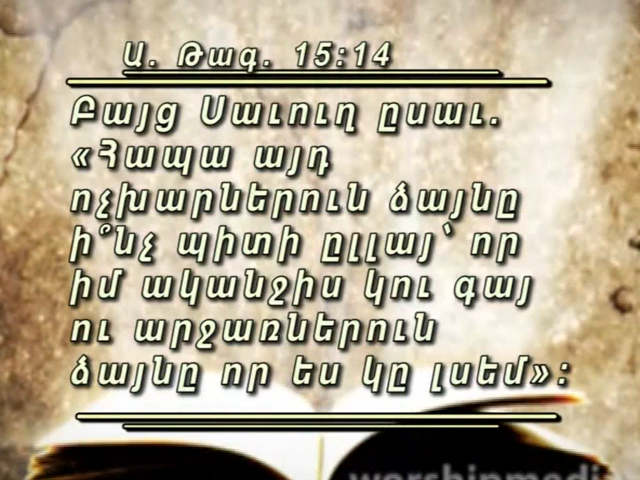 Ա. Թագ. 15:14
Բայց Սաւուղ ըսաւ.
«Հապա այդ
ոչխարներուն ձայնը
ի՞նչ պիտի ըլլայ՝ որ
իմ ականջիս կու գայ
ու արջառներուն
ձայնը որ ես կը լսեմ»:
worshipmedia